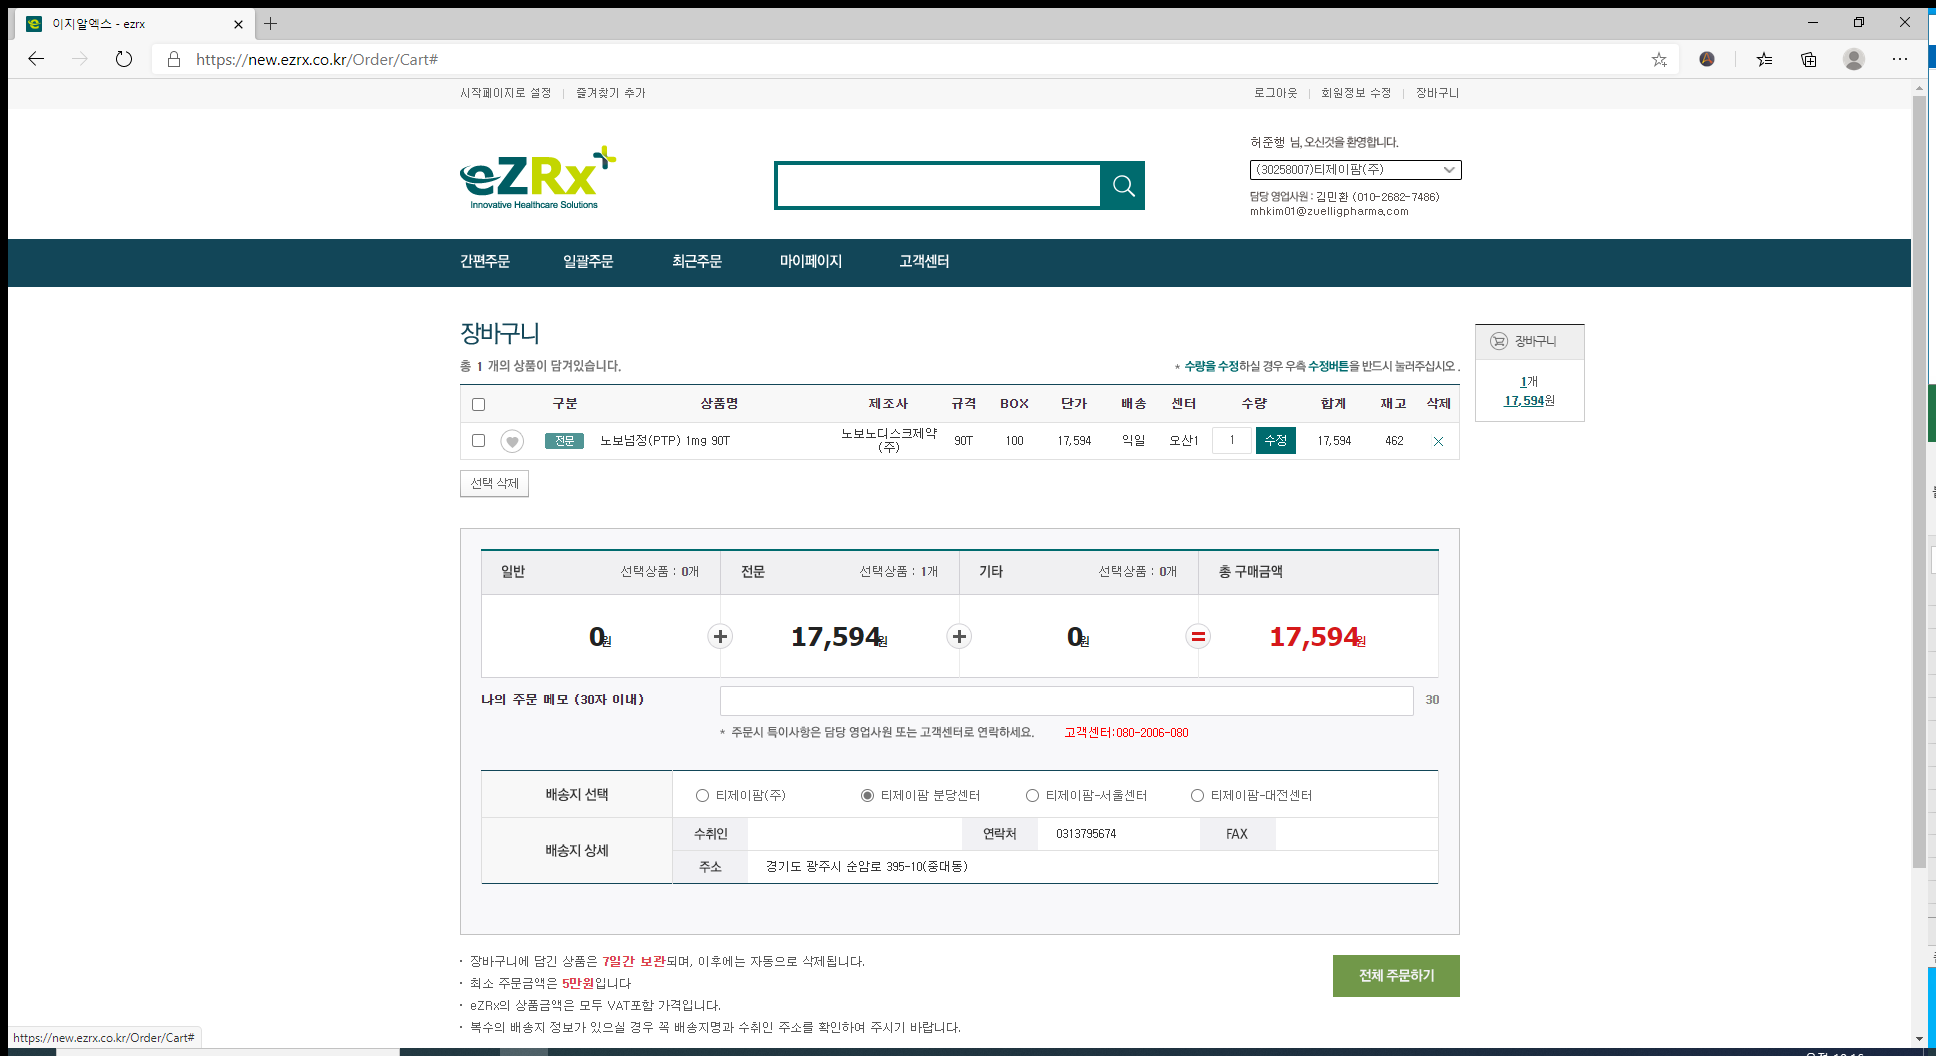 이지알엑스 - ezrx
https://new.ezrx.co.kr/Order/Cart#
시작페이지로 설정 | 즐겨찾기 추가
로그아웃 | 회원정보 수정 | 장바구니
eZRx
Innovative Healthcare Solutions
허준행 님, 오신것을 환영합니다.
(30258007)티제이팜(주)
담당 영업사원 : 김민환 (010-2682-7486)
mhkim01@zuelligpharma.com
간편주문 일괄주문 최근주문 마이페이지 고객센터
장바구니
총 1 개의 상품이 담겨있습니다.
* 수량을 수정하실 경우 우측 수정버튼을 반드시 눌러주십시오 .
장바구니
1개
17,594원
구분 상품명 제조사 규격 BOX 단가 배송 센터 수량 합계 재고 삭제
전문 노보넘정(PTP) 1mg 90T 노보노디스크제약(주) 90T 100 17,594 익일 오산1 1 수정 17,594 462
선택 삭제
일반 선택상품 : 0개 전문 선택상품 : 1개 기타 선택상품 : 0개 총 구매금액
0원 + 17,594원 + 0원 = 17,594원
나의 주문 메모 (30자 이내) 30
* 주문시 특이사항은 담당 영업사원 또는 고객센터로 연락하세요. 고객센터:080-2006-080
배송지 선택 티제이팜(주) 티제이팜 분당센터 티제이팜-서울센터 티제이팜-대전센터
배송지 상세
수취인 연락처 0313795674 FAX
주소 경기도 광주시 순암로 395-10(중대동)
· 장바구니에 담긴 상품은 7일간 보관되며, 이후에는 자동으로 삭제됩니다.
· 최소 주문금액은 5만원입니다
· eZRx의 상품금액은 모두 VAT포함 가격입니다.
· 복수의 배송지 정보가 있으실 경우 꼭 배송지명과 수취인 주소를 확인하여 주시기 바랍니다.
전체 주문하기
https://new.ezrx.co.kr/Order/Cart#